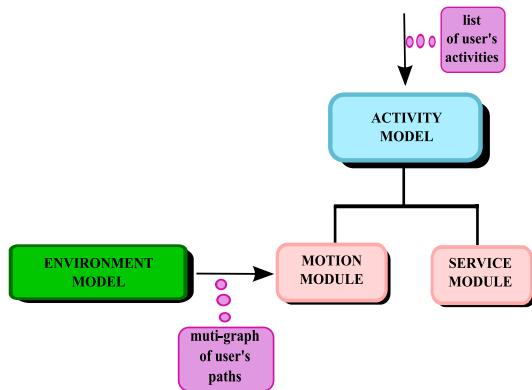 list
of user's
activities
ACTIVITY
MODEL
ENVIRONMENT
MODEL
MOTION
MODULE
SERVICE
MODULE
muti-graph
of user's
paths